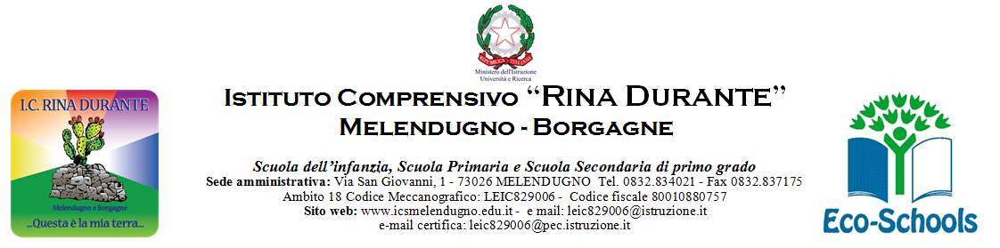 REPVBBLICA ITALIANA
Ministero dell'Istruzione
Università e Ricerca
ISTITUTO COMPRENSIVO “RINA DURANTE”
MELENDUGNO - BORGAGNE
Scuola dell’infanzia, Scuola Primaria e Scuola Secondaria di primo grado
Sede amministrativa: Via San Giovanni, 1 - 73026 MELENDUGNO  Tel. 0832.834021 - Fax 0832.837175
Ambito 18 Codice Meccanografico: LEIC829006 -  Codice fiscale 80010880757
Sito web: www.icsmelendugno.edu.it -  e mail: leic829006@istruzione.it
e-mail certifica: leic829006@pec.istruzione.it
I.C. RINA DURANTE
Melendugno e Borgagne
...Questa è la mia terra...
Eco-Schools